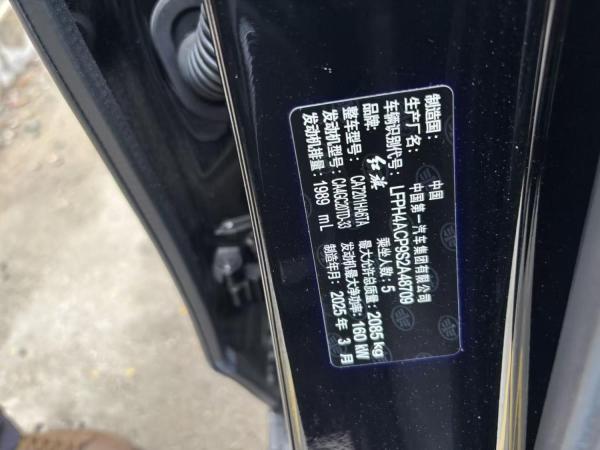 制造国: 中国
生产厂名: 中国第一汽车集团有限公司
车辆识别代号: LFPH4ACP9S2A48709
品牌: 红旗 乘坐人数: 5
整车型号: CA7201HA6TA 最大允许总质量: 2085 kg
发动机型号: CA4GC20TD-33 发动机最大净功率: 160 kW
发动机排量: 1989 mL 制造年月: 2025 年 3 月